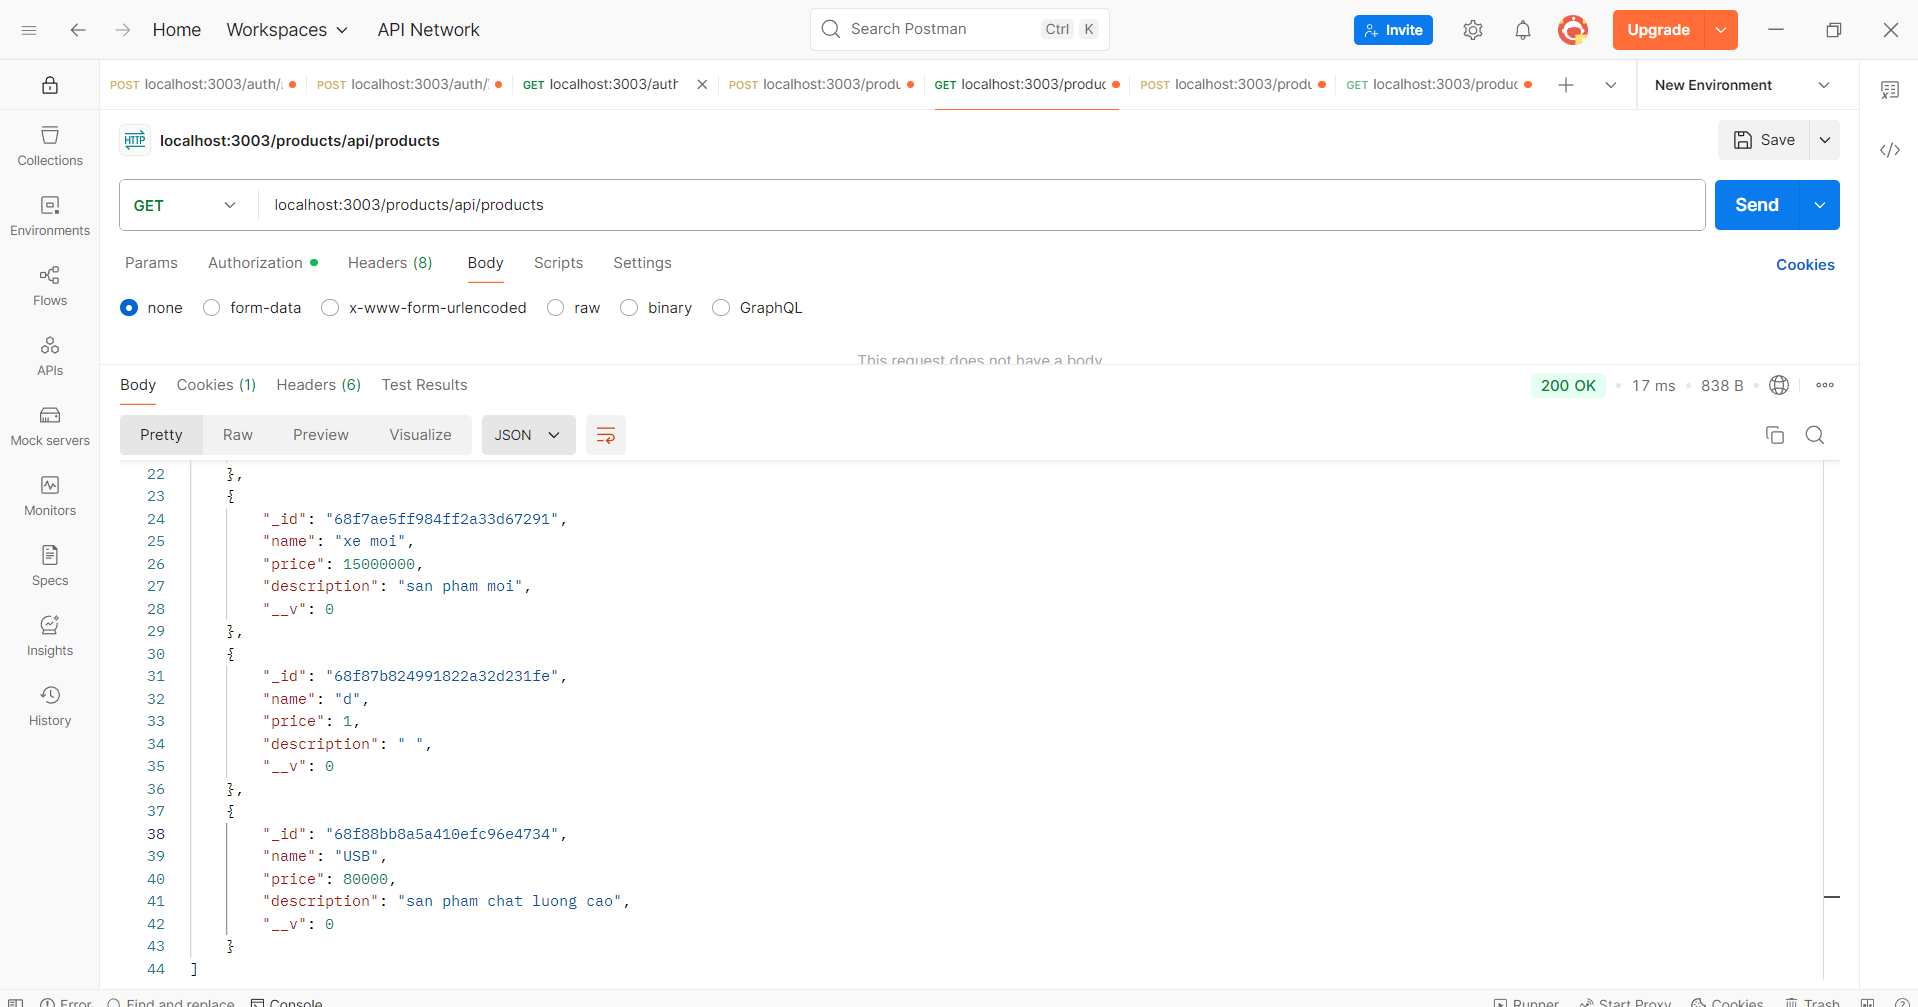 Home Workspaces API Network Search Postman Ctrl K Invite Upgrade
POST localhost:3003/auth/ POST localhost:3003/auth/ GET localhost:3003/auth POST localhost:3003/produ GET localhost:3003/produc POST localhost:3003/produ GET localhost:3003/produc New Environment
HTTP localhost:3003/products/api/products Save
Collections
Environments
Flows
APIs
Mock servers
Monitors
Specs
Insights
History
GET localhost:3003/products/api/products Send
Params Authorization Headers (8) Body Scripts Settings Cookies
none form-data x-www-form-urlencoded raw binary GraphQL
This request does not have a body
Body Cookies (1) Headers (6) Test Results 200 OK 17 ms 838 B
Pretty Raw Preview Visualize JSON
22 },
23 {
24 "_id": "68f7ae5ff984ff2a33d67291",
25 "name": "xe moi",
26 "price": 15000000,
27 "description": "san pham moi",
28 "__v": 0
29 },
30 {
31 "_id": "68f87b824991822a32d231fe",
32 "name": "d",
33 "price": 1,
34 "description": " ",
35 "__v": 0
36 },
37 {
38 "_id": "68f88bb8a5a410efc96e4734",
39 "name": "USB",
40 "price": 80000,
41 "description": "san pham chat luong cao",
42 "__v": 0
43 }
44 ]
Error Find and replace Console Runner Start Proxy Cookies Trash